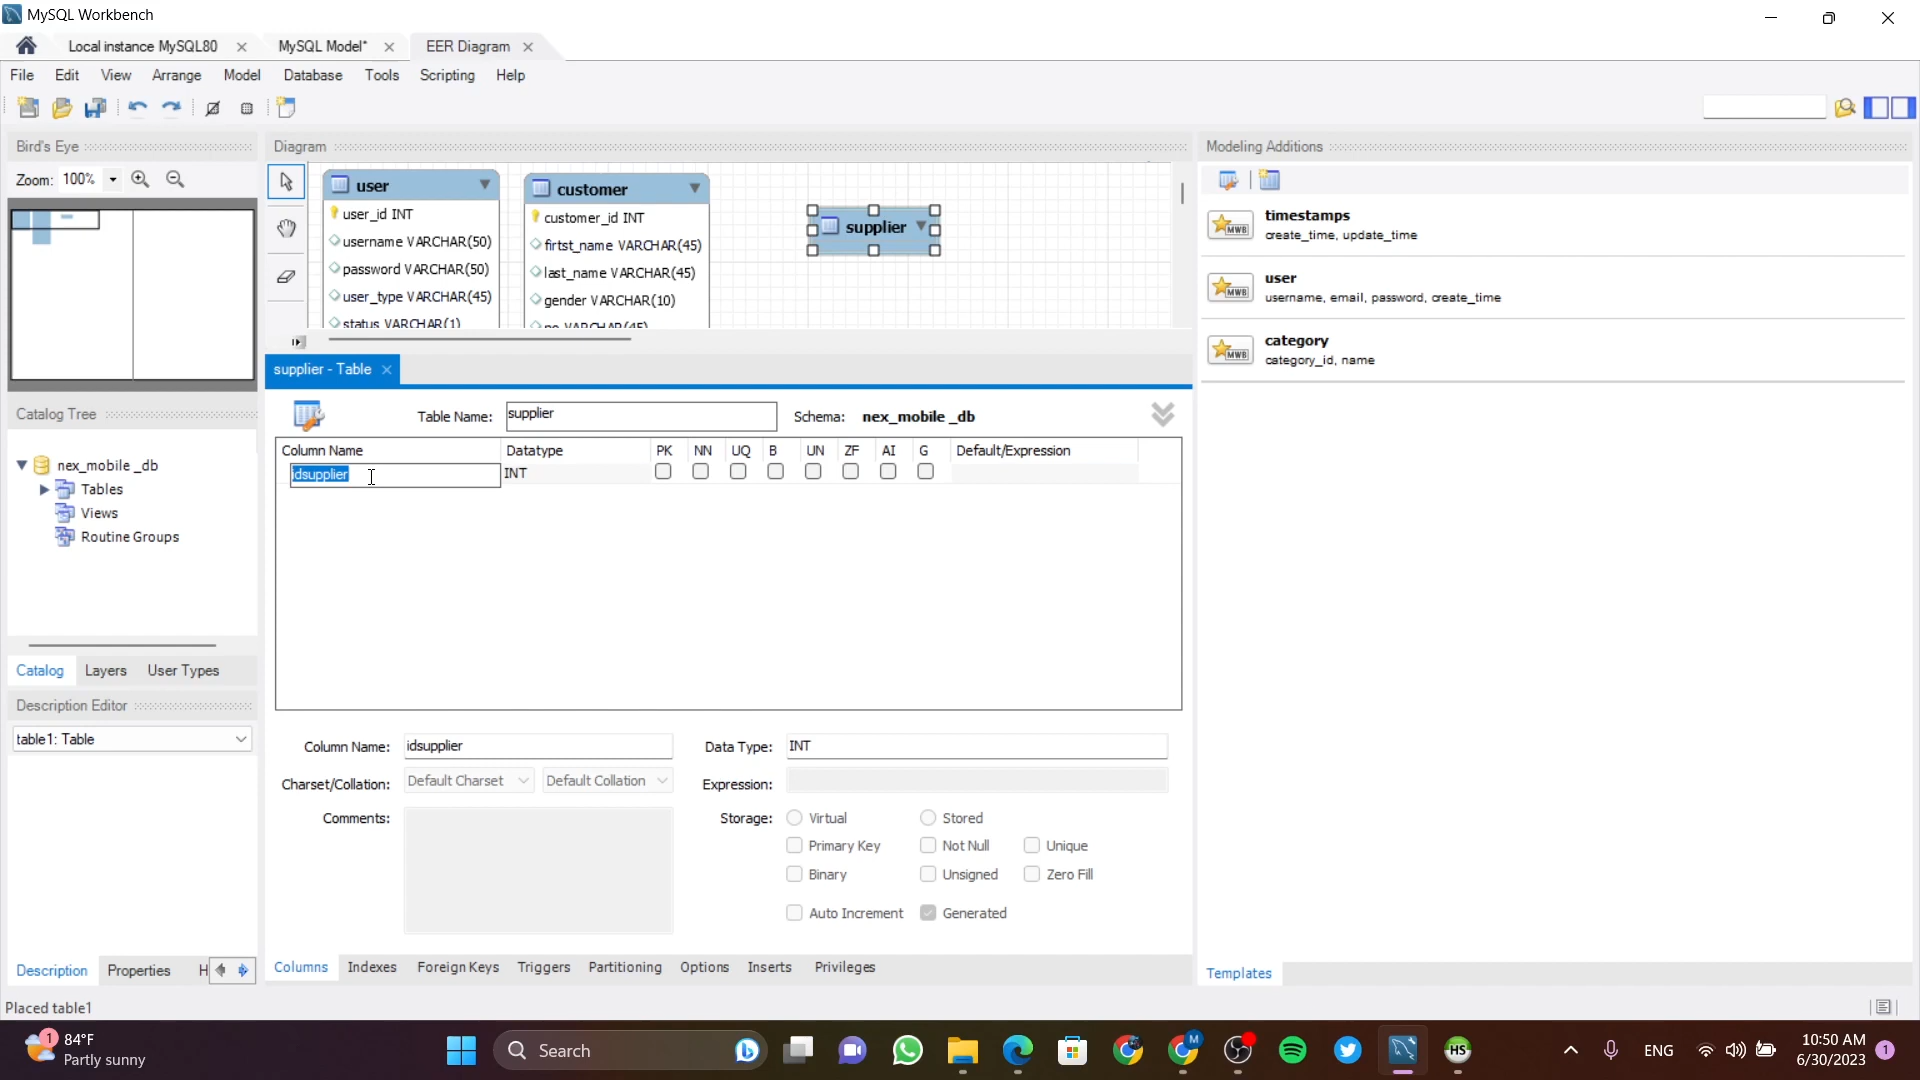 MySQL Workbench
Local instance MySQL80
MySQL Model*
EER Diagram
File Edit View Arrange Model Database Tools Scripting Help
Bird's Eye
Zoom: 100%
Diagram
user
user_id INT
username VARCHAR(50)
password VARCHAR(50)
user_type VARCHAR(45)
status VARCHAR(1)
customer
customer_id INT
firtst_name VARCHAR(45)
last_name VARCHAR(45)
gender VARCHAR(10)
no VARCHAR(45)
supplier
Modeling Additions
timestamps
create_time, update_time
user
username, email, password, create_time
category
category_id, name
Catalog Tree
nex_mobile _db
Tables
Views
Routine Groups
Catalog Layers User Types
Description Editor
table1: Table
Description Properties H
supplier - Table
Table Name: supplier Schema: nex_mobile _db
Column Name Datatype PK NN UQ B UN ZF AI G Default/Expression
idsupplier INT
Column Name: idsupplier Data Type: INT
Charset/Collation: Default Charset Default Collation Expression:
Comments: Storage: Virtual Stored
Primary Key Not Null Unique
Binary Unsigned Zero Fill
Auto Increment Generated
Columns Indexes Foreign Keys Triggers Partitioning Options Inserts Privileges
Templates
Placed table1
1
84°F
Partly sunny
Search
M
HS
ENG
10:50 AM
6/30/2023
1